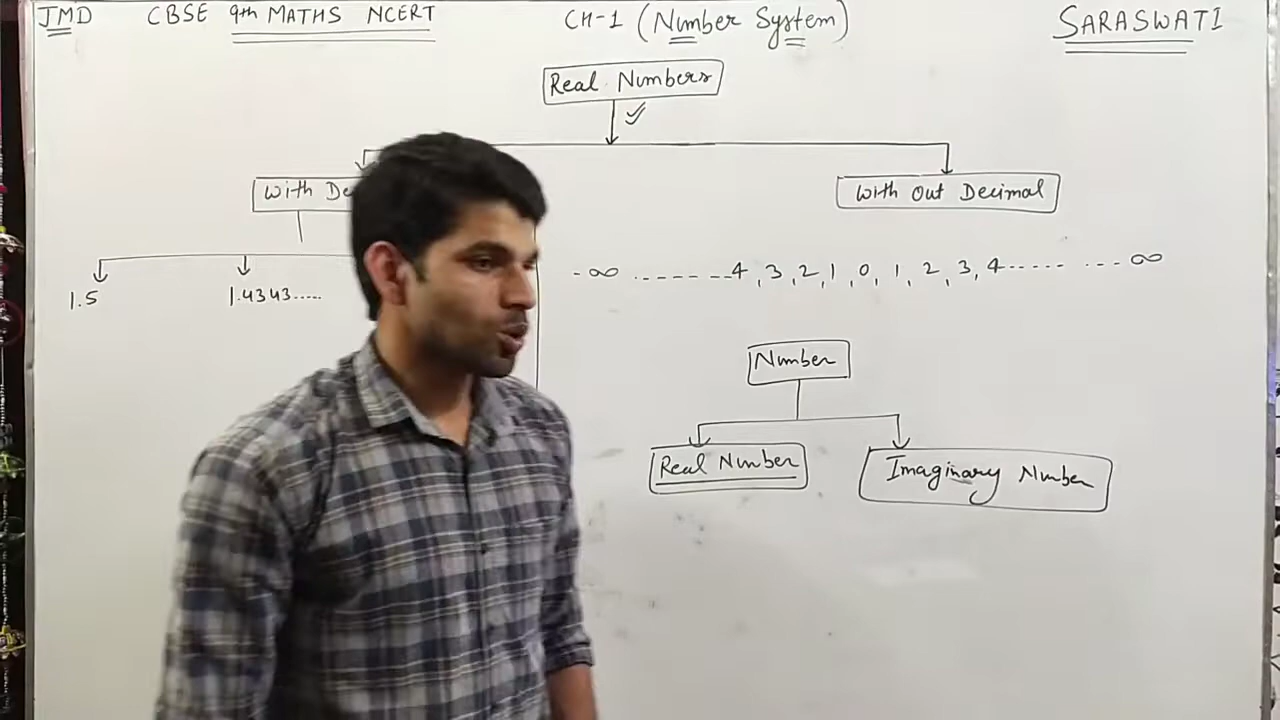 JMD CBSE 9th MATHS NCERT CH-1 (Number System) SARASWATI
Real Numbers
With De
With Out Decimal
-∞ ......-4, 3, 2, 1, 0, 1, 2, 3, 4........ ∞
1.5
1.4343.....
Number
Real Number
Imaginary Number